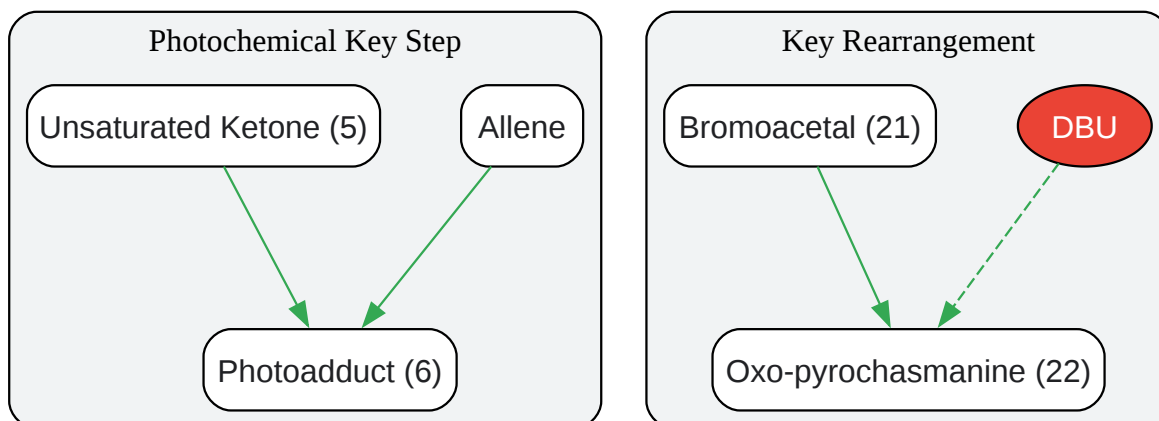 Photochemical Key Step
Unsaturated Ketone (5)
Allene
Photoadduct (6)
Key Rearrangement
Bromoacetal (21)
DBU
Oxo-pyrochasmanine (22)